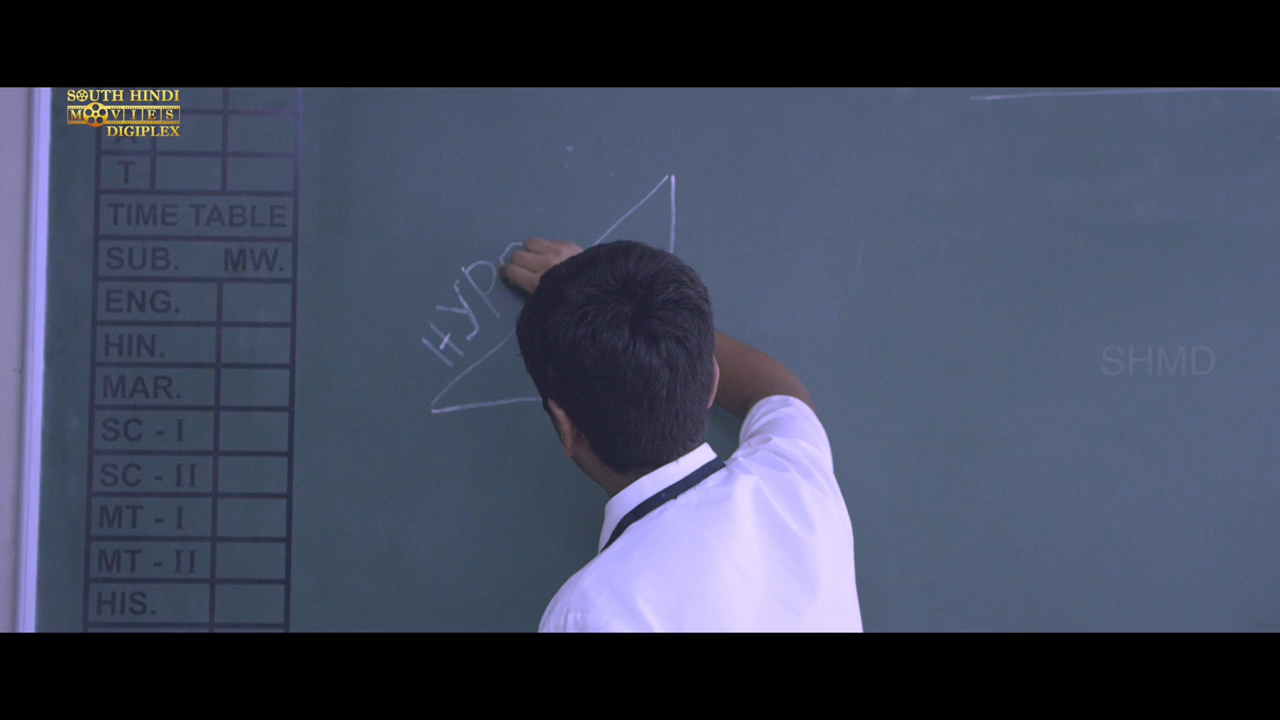 SOUTH HINDI
MOVIES
DIGIPLEX
A
T
TIME TABLE
SUB. MW.
ENG.
HIN.
MAR.
SC - I
SC - II
MT - I
MT - II
HIS.
HYP
SHMD